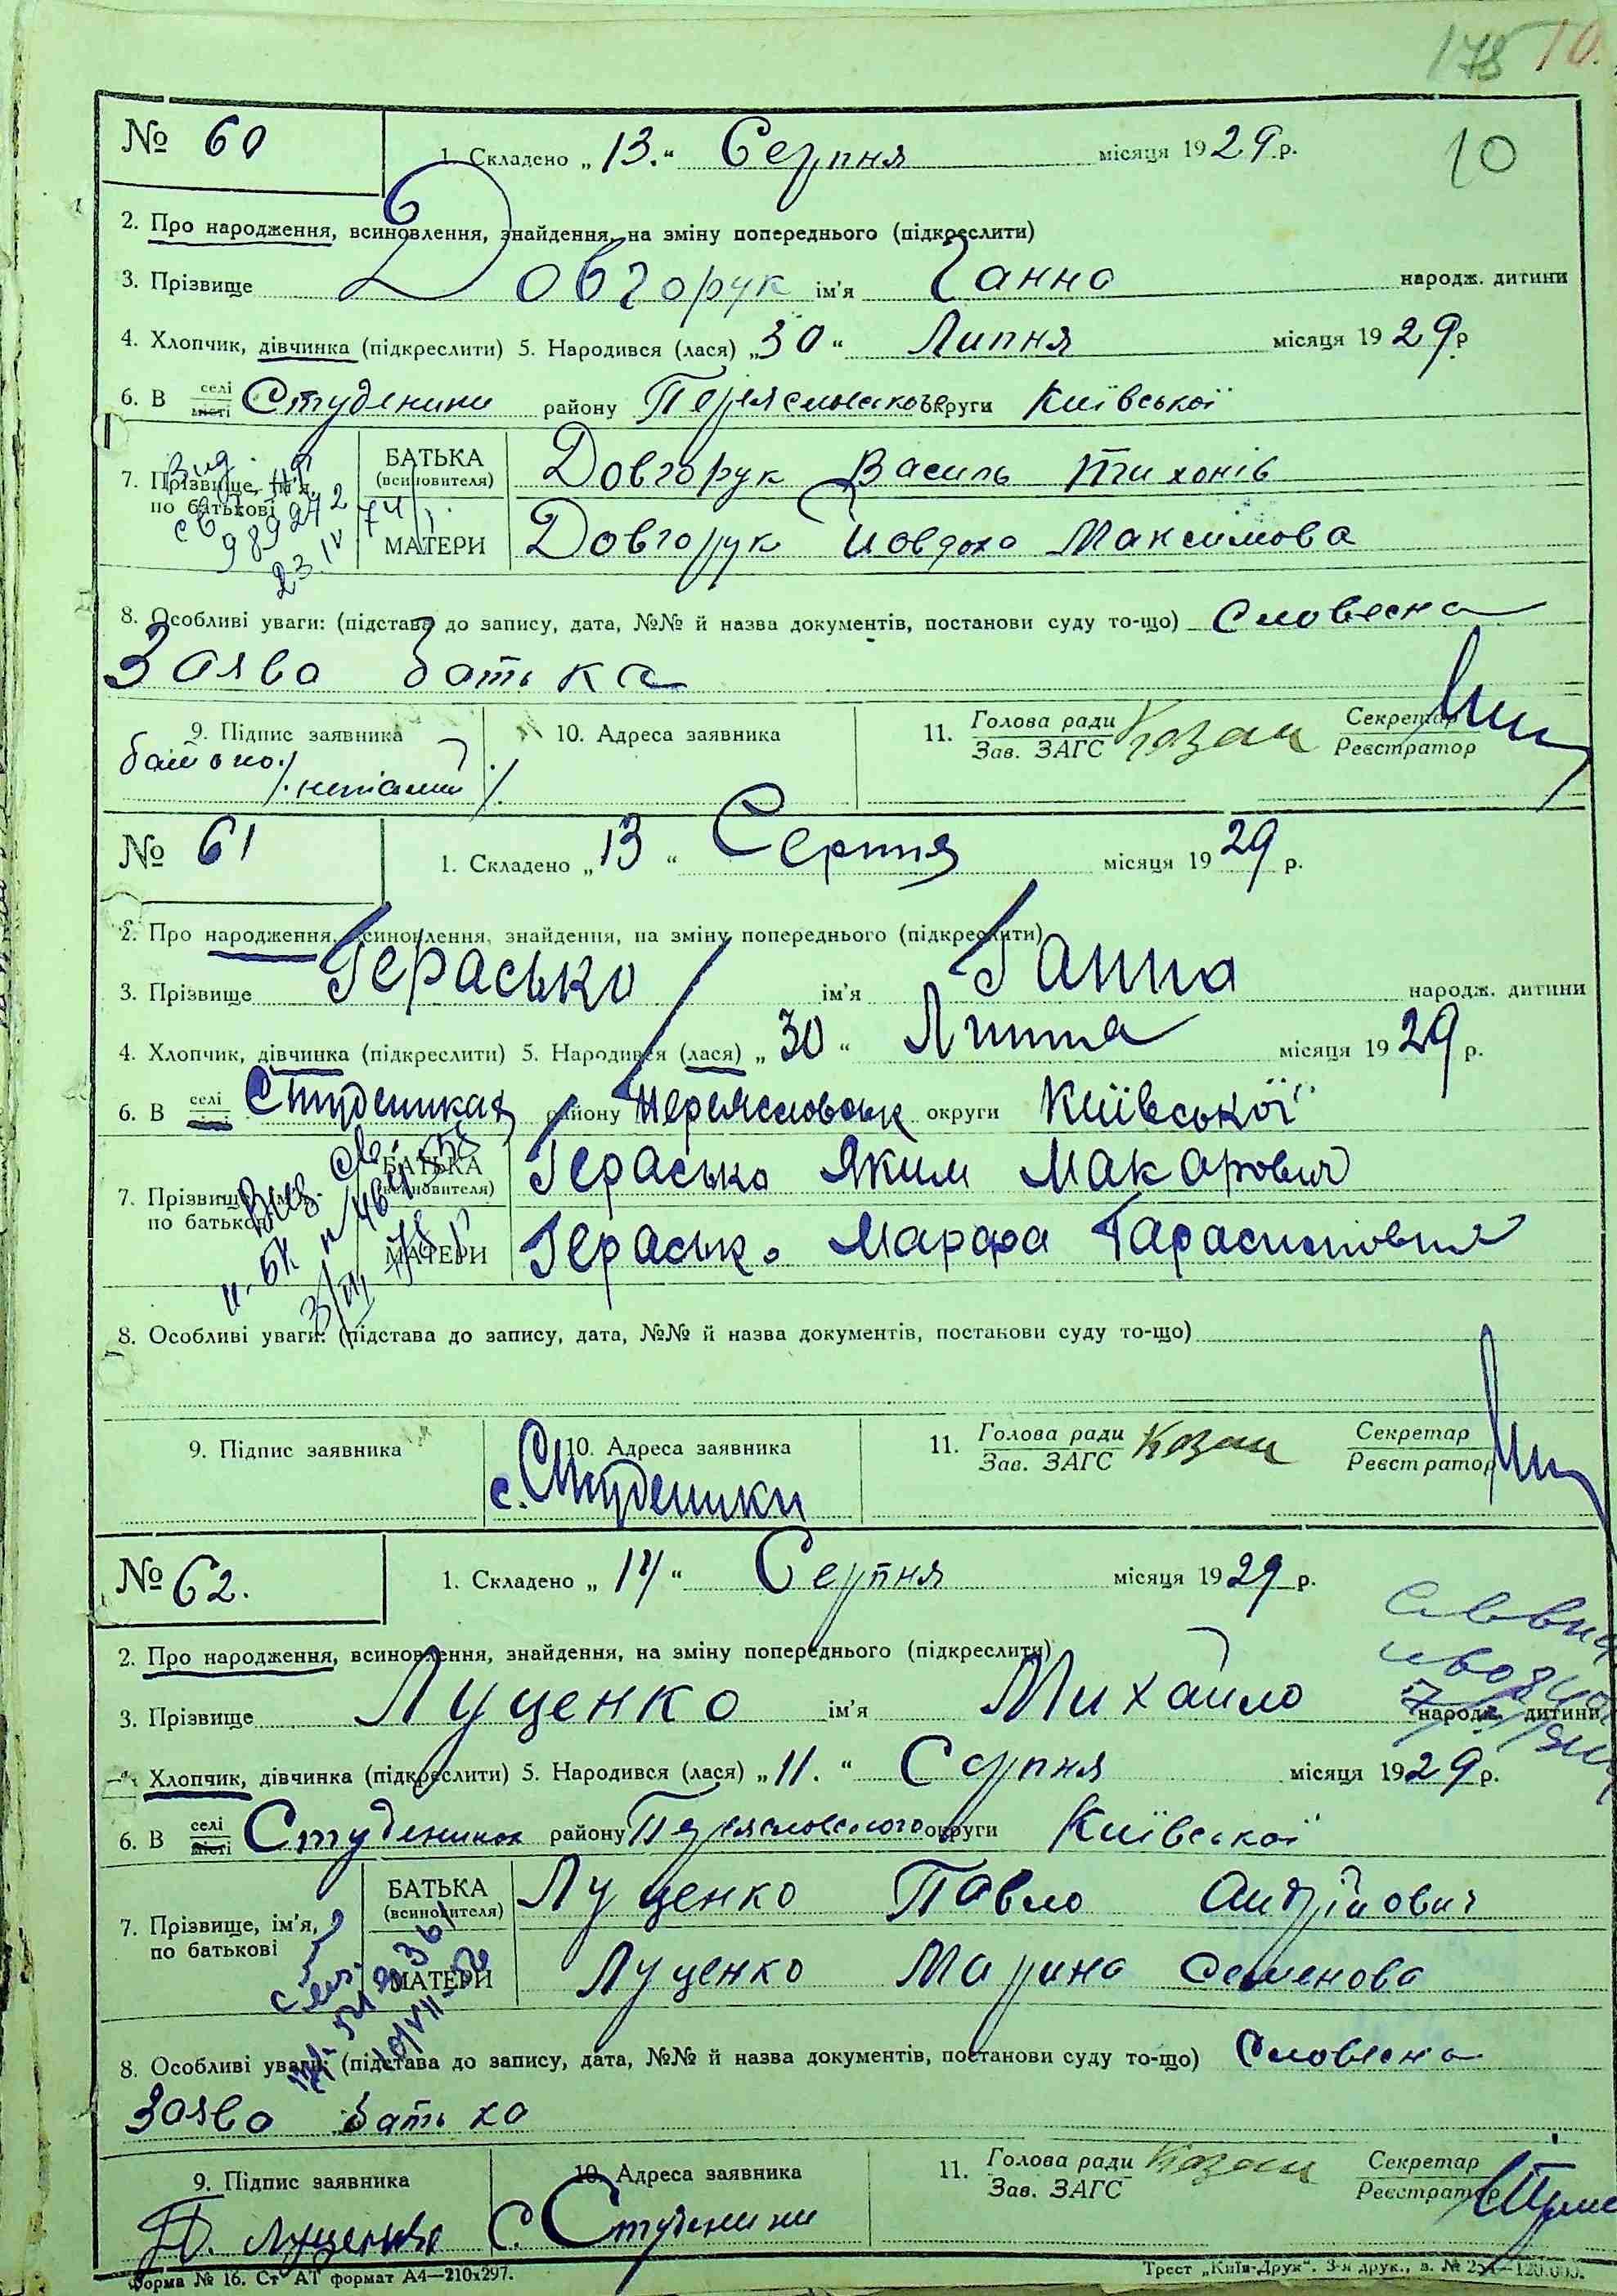 178 10.
10
№ 60
1. Складено „ 13. “ Серпня місяця 1929 р.
2. Про народження, всиновлення, знайдення, на зміну попереднього (підкреслити)
3. Прізвище Довгорук ім'я Ганна народж. дитини
4. Хлопчик, дівчинка (підкреслити) 5. Народився (лася) „30“ Липня місяця 1929 р
6. В селі місті Студеники району округи Київської
7. Прізвище, ім'я, по батькові
БАТЬКА (всиновителя) Довгорук Василь Тихонів
МАТЕРИ Довгорук Максимова
8. Особливі уваги: (підстава до запису, дата, №№ й назва документів, постанови суду то-що) Словесна
Заява батька
9. Підпис заявника
10. Адреса заявника
11. Голова ради Зав. ЗАГС Козак Секретар Реєстратор
№ 61
1. Складено „ 13 “ Серпня місяця 1929 р.
2. Про народження, всиновлення, знайдення, на зміну попереднього (підкреслити)
3. Прізвище Герасько ім'я Ганна народж. дитини
4. Хлопчик, дівчинка (підкреслити) 5. Народився (лася) „ 30 “ Липня місяця 1929 р.
6. В селі Студениках району округи Київської
7. Прізвище, ім'я, по батькові
БАТЬКА (всиновителя) Герасько Яким Макарович
МАТЕРИ Герасько Марфа
8. Особливі уваги: (підстава до запису, дата, №№ й назва документів, постанови суду то-що)
9. Підпис заявника
10. Адреса заявника
с. Студеники
11. Голова ради Зав. ЗАГС Козак Секретар Реєстратор
№ 62.
1. Складено „ 14 “ Серпня місяця 1929 р.
2. Про народження, всиновлення, знайдення, на зміну попереднього (підкреслити)
3. Прізвище Луценко ім'я Михайло народж. дитини
Хлопчик, дівчинка (підкреслити) 5. Народився (лася) „11. “ Серпня місяця 1929 р.
6. В селі місті Студениках району Переяславського округи Київської
7. Прізвище, ім'я, по батькові
БАТЬКА (всиновителя) Луценко Павло Андрійович
МАТЕРИ Луценко Марина Семенова
8. Особливі уваги: (підстава до запису, дата, №№ й назва документів, постанови суду то-що) Словесна
Заява батька
9. Підпис заявника
П. Луценко
10. Адреса заявника
С. Студеники
11. Голова ради Зав. ЗАГС Козак Секретар Реєстратор
Форма № 16. Ст АТ формат А4—210х297.
Трест „Київ-Друк“. 3-я друк., з. №